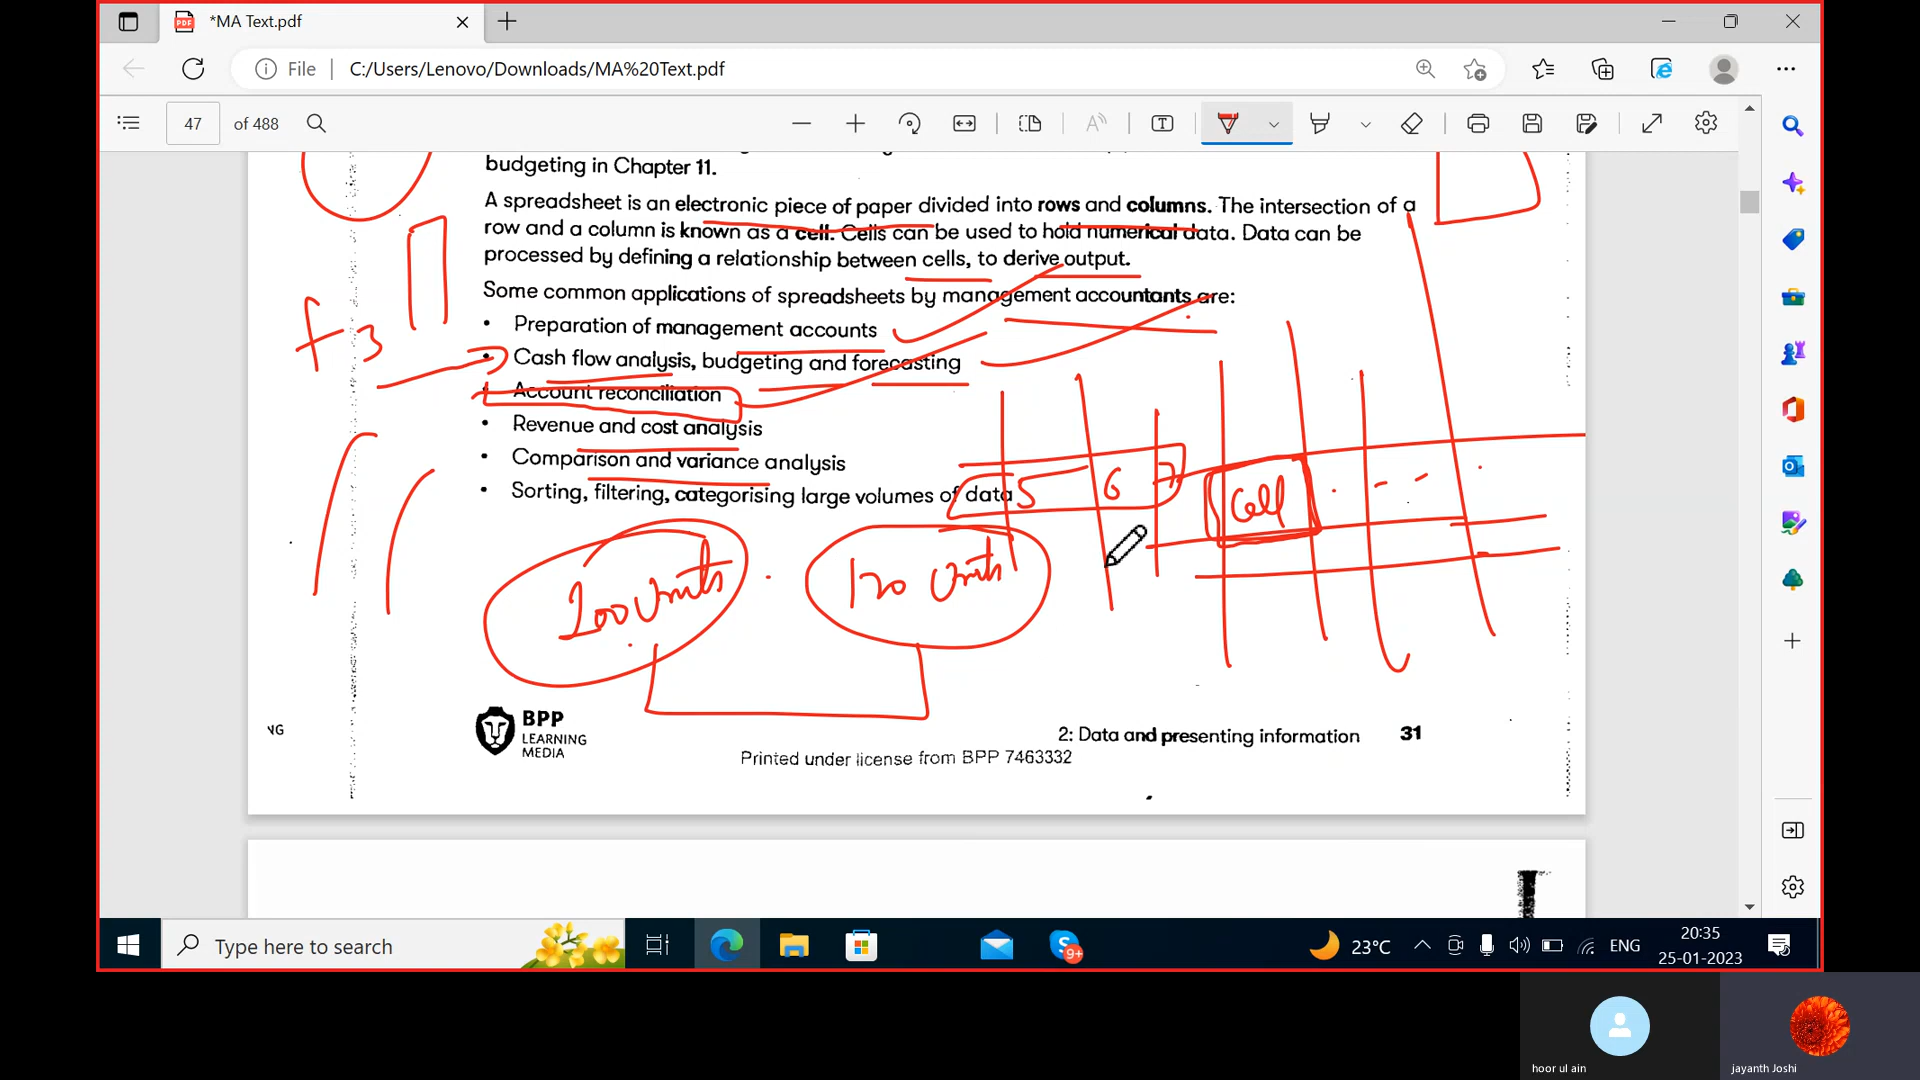 *MA Text.pdf
File
C:/Users/Lenovo/Downloads/MA%20Text.pdf
47 of 488
budgeting in Chapter 11.
A spreadsheet is an electronic piece of paper divided into rows and columns. The intersection of a
row and a column is known as a cell. Cells can be used to hold numerical data. Data can be
processed by defining a relationship between cells, to derive output.
Some common applications of spreadsheets by management accountants are:
• Preparation of management accounts
• Cash flow analysis, budgeting and forecasting
• Account reconciliation
• Revenue and cost analysis
• Comparison and variance analysis
• Sorting, filtering, categorising large volumes of data
f3
5 6 7
Cell
200 Units
120 Units
NG
BPP
LEARNING
MEDIA
2: Data and presenting information 31
Printed under license from BPP 7463332
Type here to search
9+
23°C
ENG
20:35
25-01-2023
hoor ul ain
jayanth Joshi